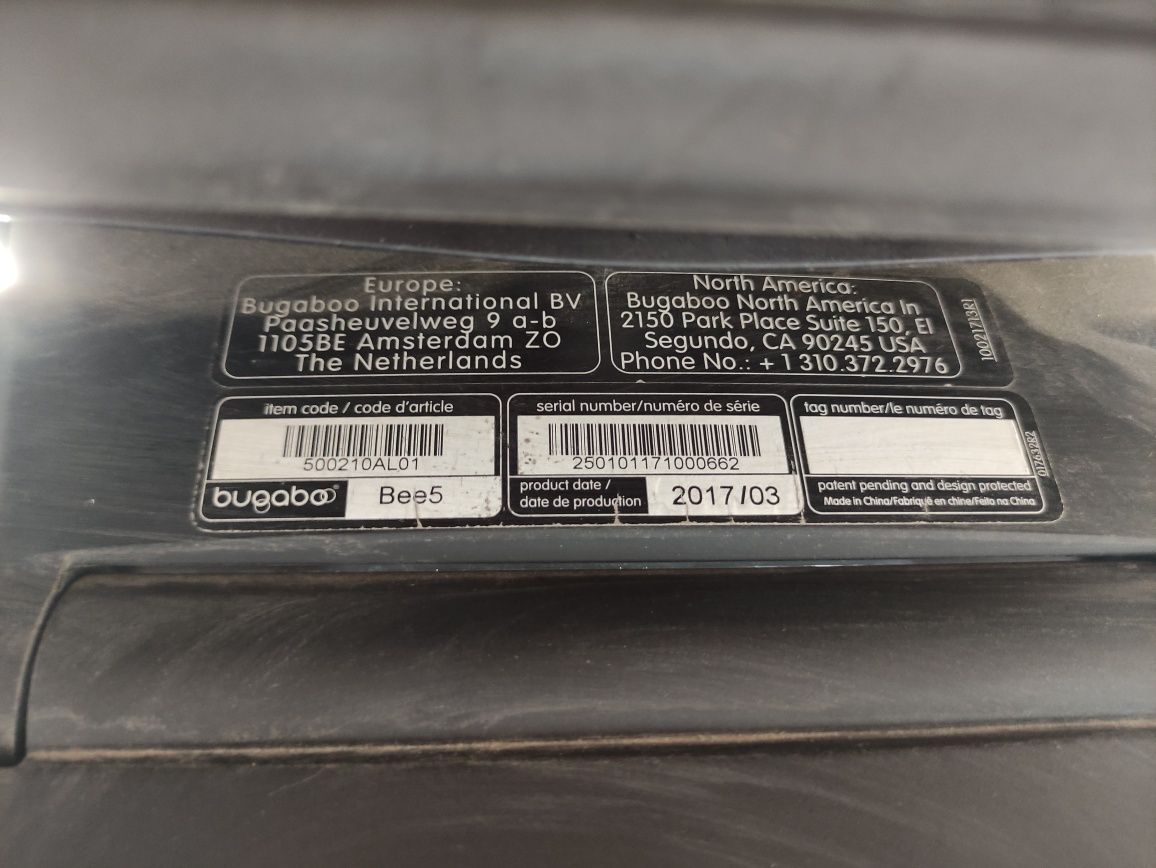 Europe:
Bugaboo International BV
Paasheuvelweg 9 a-b
1105BE Amsterdam ZO
The Netherlands
North America:
Bugaboo North America In
2150 Park Place Suite 150, El
Segundo, CA 90245 USA
Phone No.: + 1 310.372.2976
10021713R1
item code / code d'article
500210AL01
bugaboo
Bee5
serial number/numéro de série
250101171000662
product date /
date de production
2017/03
tag number/le numéro de tag
patent pending and design protected
Made in China/Fabriqué en chine/Feito na China